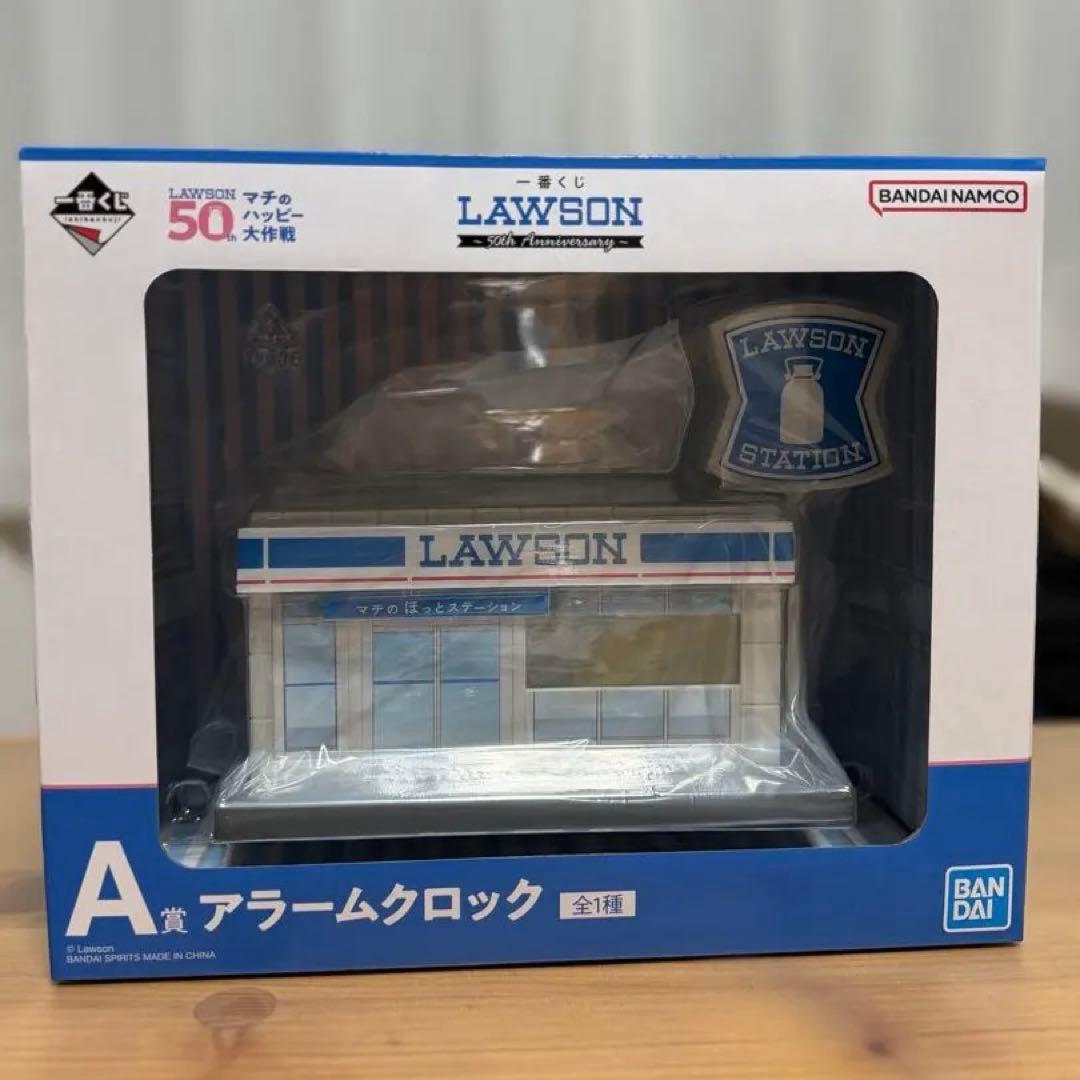 一番くじ
ichibankuji
LAWSON
50th
マチの
ハッピー
大作戦
一番くじ
LAWSON
~50th Anniversary~
BANDAI NAMCO
LAWSON
STATION
LAWSON
マチの ほっとステーション
A賞 アラームクロック 全1種
© Lawson
BANDAI SPIRITS MADE IN CHINA
BAN
DAI